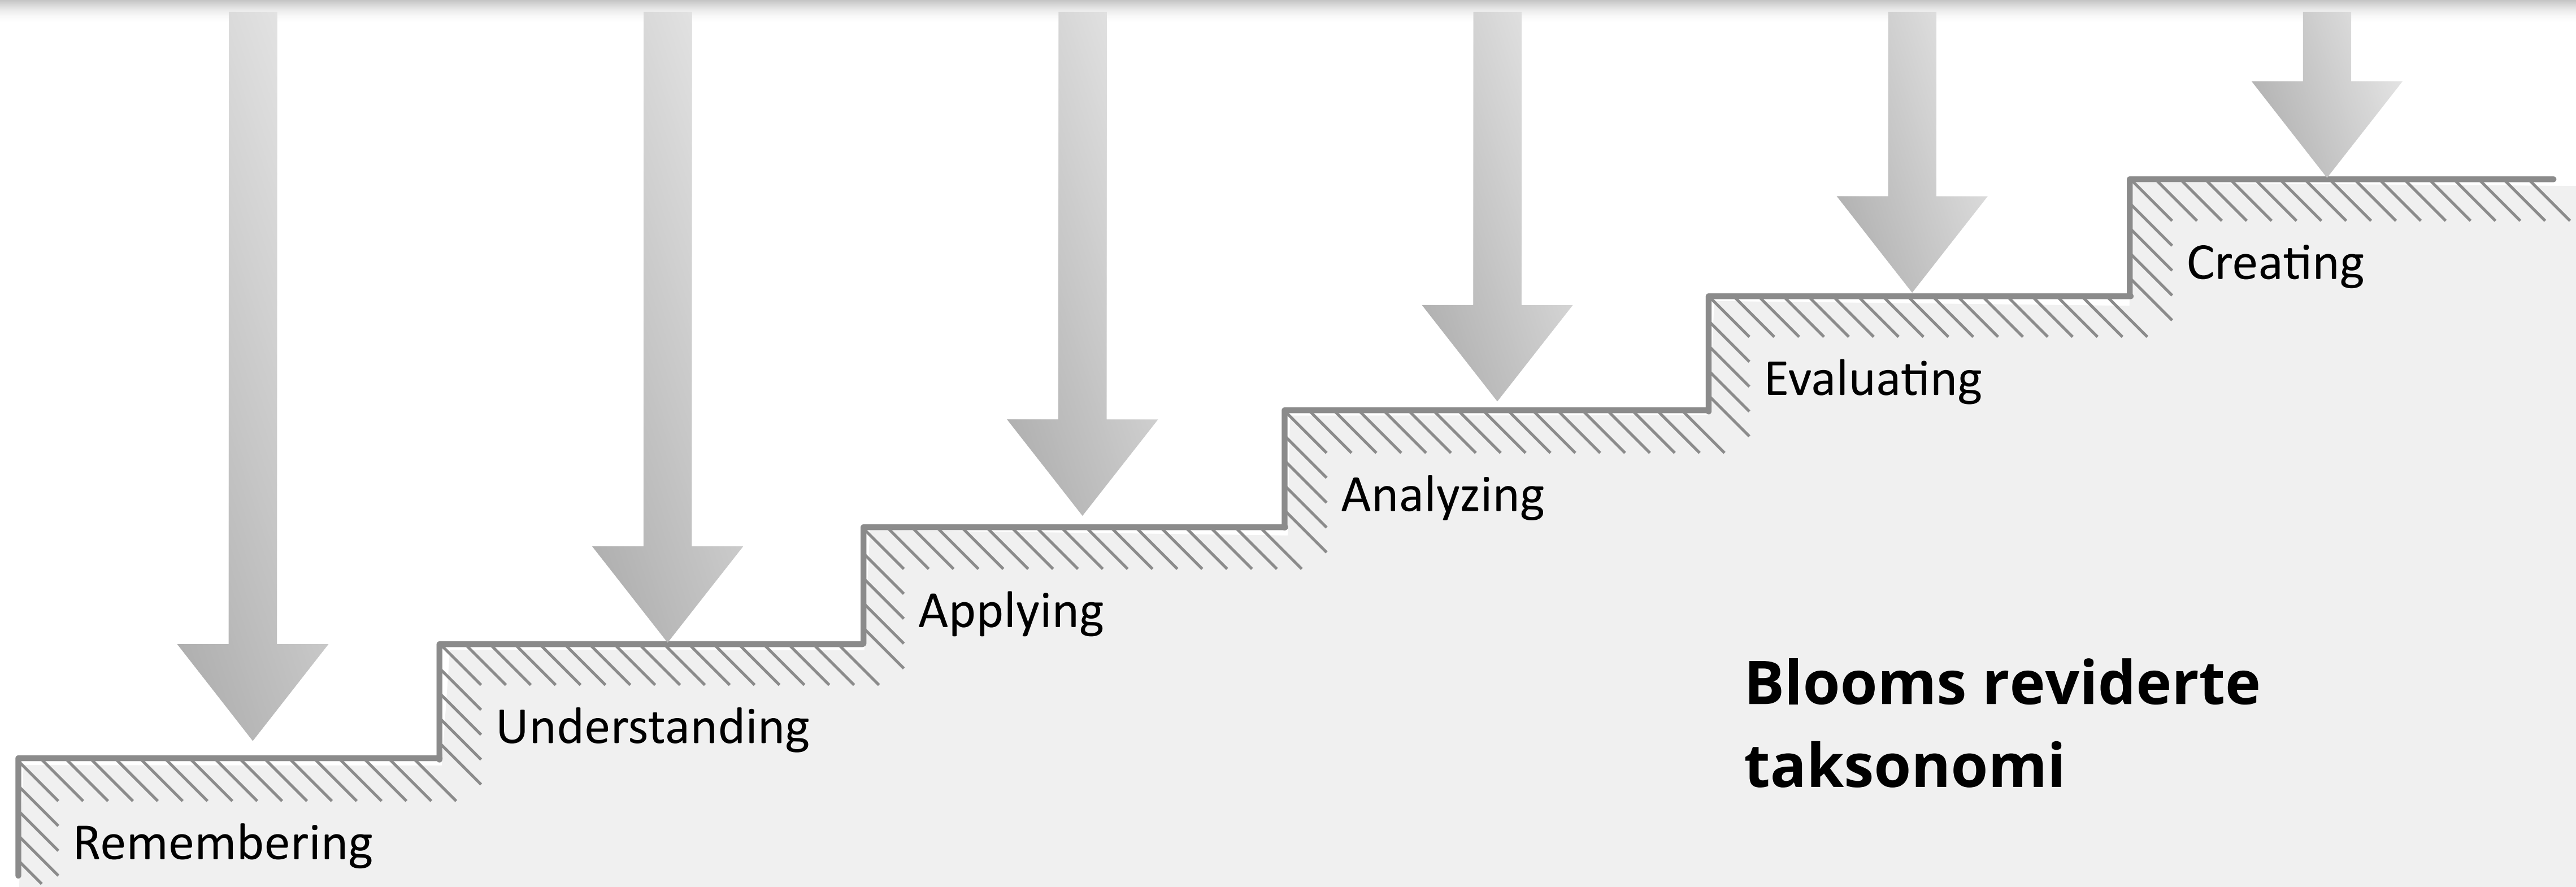 Creating
Evaluating
Analyzing
Applying
Understanding
Remembering
Blooms reviderte
taksonomi